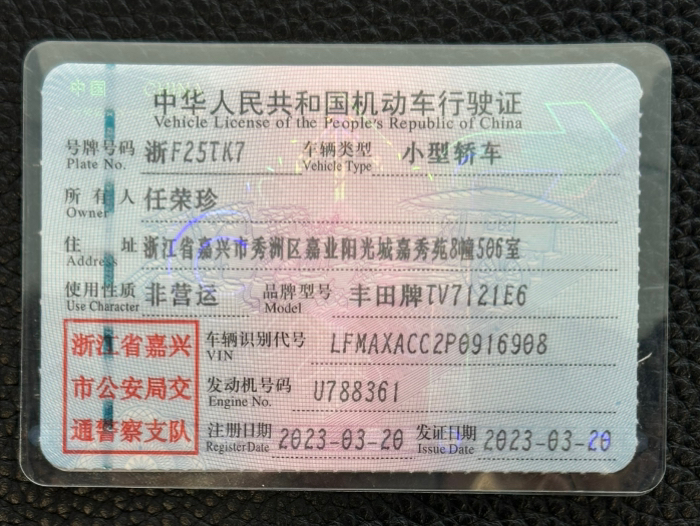 中国
中华人民共和国机动车行驶证
Vehicle License of the People's Republic of China
号牌号码 浙F25TK7 车辆类型 小型轿车
Plate No. Vehicle Type
所有人 任荣珍
Owner
住址 浙江省嘉兴市秀洲区嘉业阳光城嘉秀苑8幢506室
Address
使用性质 非营运 品牌型号 丰田牌TV7121E6
Use Character Model
浙江省嘉兴 车辆识别代号 LFMAXACC2P0916908
VIN
市公安局交 发动机号码 U788361
Engine No.
通警察支队 注册日期 2023-03-20 发证日期 2023-03-20
Register Date Issue Date